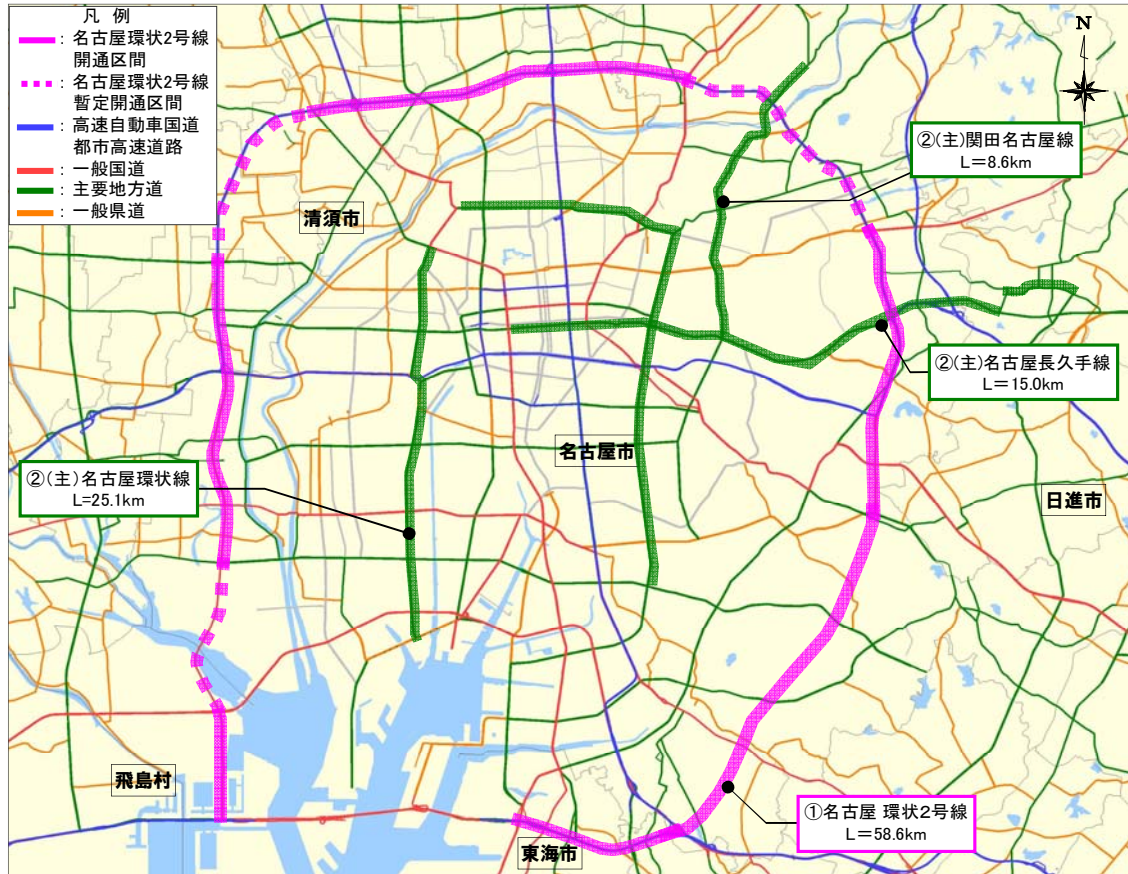 凡 例
: 名古屋環状2号線
開通区間
: 名古屋環状2号線
暫定開通区間
: 高速自動車国道
都市高速道路
: 一般国道
: 主要地方道
: 一般県道
N
②(主)関田名古屋線
L=8.6km
清須市
②(主)名古屋長久手線
L=15.0km
名古屋市
②(主)名古屋環状線
L=25.1km
日進市
飛島村
①名古屋 環状2号線
L=58.6km
東海市